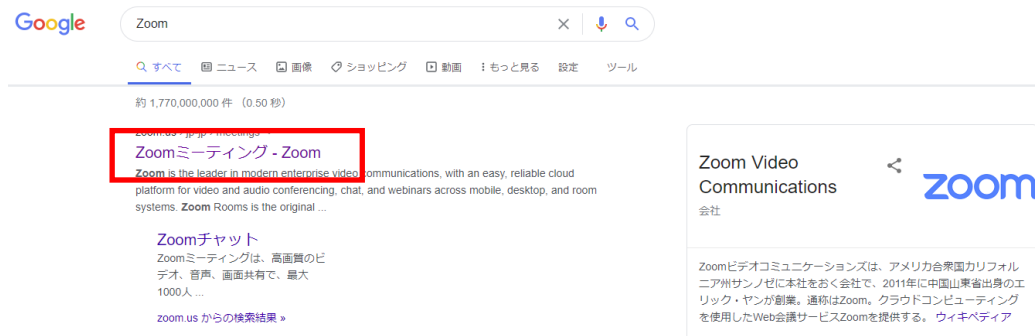 Google
Zoom
すべて ニュース 画像 ショッピング 動画 もっと見る 設定 ツール
約 1,770,000,000 件 （0.50 秒）
zoom.us › jp-jp › meetings
Zoomミーティング - Zoom
Zoom is the leader in modern enterprise video communications, with an easy, reliable cloud
platform for video and audio conferencing, chat, and webinars across mobile, desktop, and room
systems. Zoom Rooms is the original ...
Zoomチャット
Zoomミーティングは、高画質のビ
デオ、音声、画面共有で、最大
1000人 ...
zoom.us からの検索結果 »
Zoom Video
Communications
会社
zoom
Zoomビデオコミュニケーションズは、アメリカ合衆国カリフォル
ニア州サンノゼに本社をおく会社で、2011年に中国山東省出身のエ
リック・ヤンが創業。通称はZoom。クラウドコンピューティング
を使用したWeb会議サービスZoomを提供する。 ウィキペディア